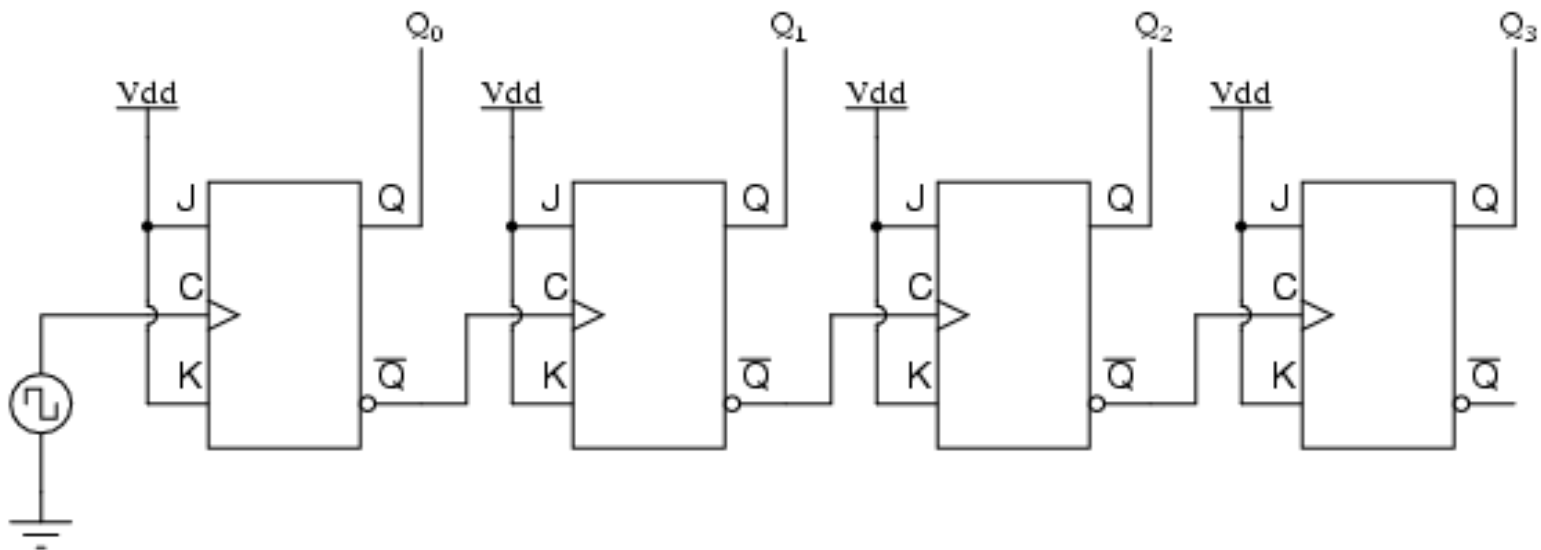 Q₀ Q₁ Q₂ Q₃
Vdd Vdd Vdd Vdd
J Q J Q J Q J Q
C C C C
K Q̅ K Q̅ K Q̅ K Q̅